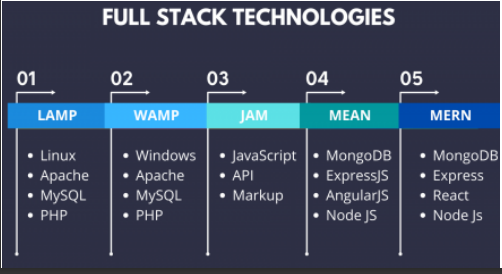 FULL STACK TECHNOLOGIES
01
LAMP
Linux
Apache
MySQL
PHP
02
WAMP
Windows
Apache
MySQL
PHP
03
JAM
JavaScript
API
Markup
04
MEAN
MongoDB
ExpressJS
AngularJS
Node JS
05
MERN
MongoDB
Express
React
Node Js